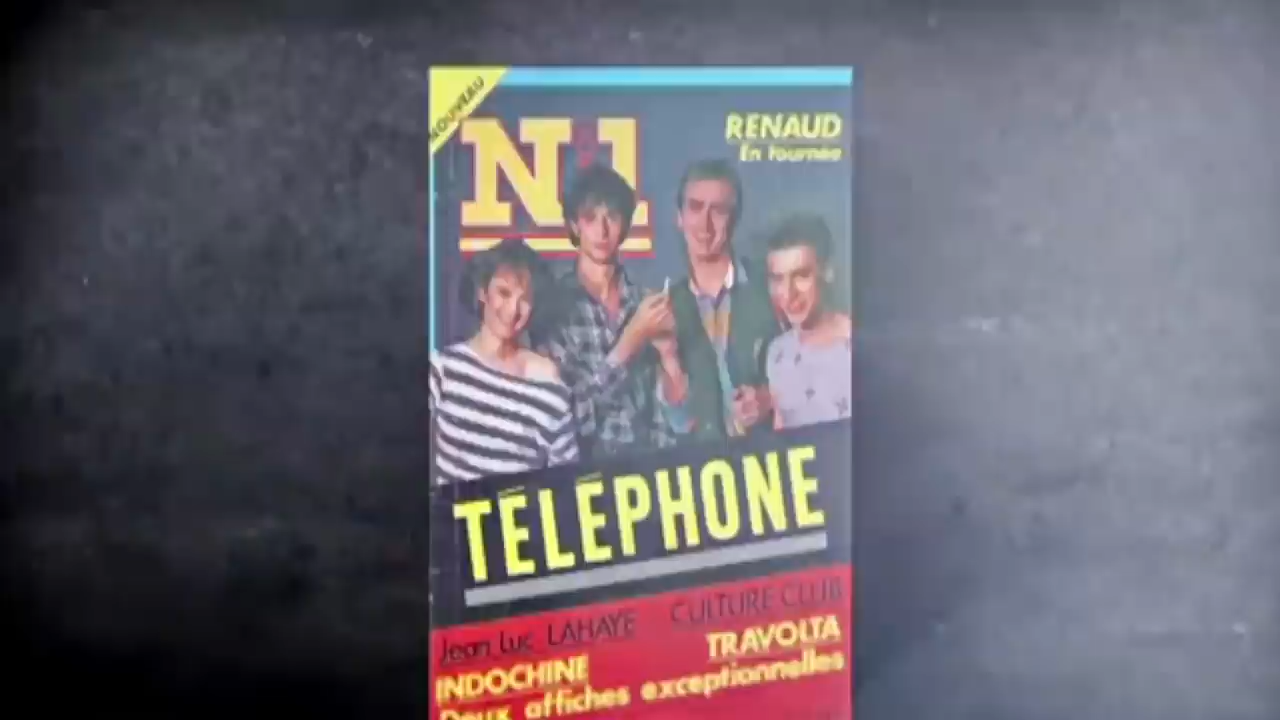 NOUVEAU
N°1
RENAUD
En tournée
TÉLÉPHONE
Jean Luc LAHAYE CULTURE CLUB
INDOCHINE TRAVOLTA
Deux affiches exceptionnelles